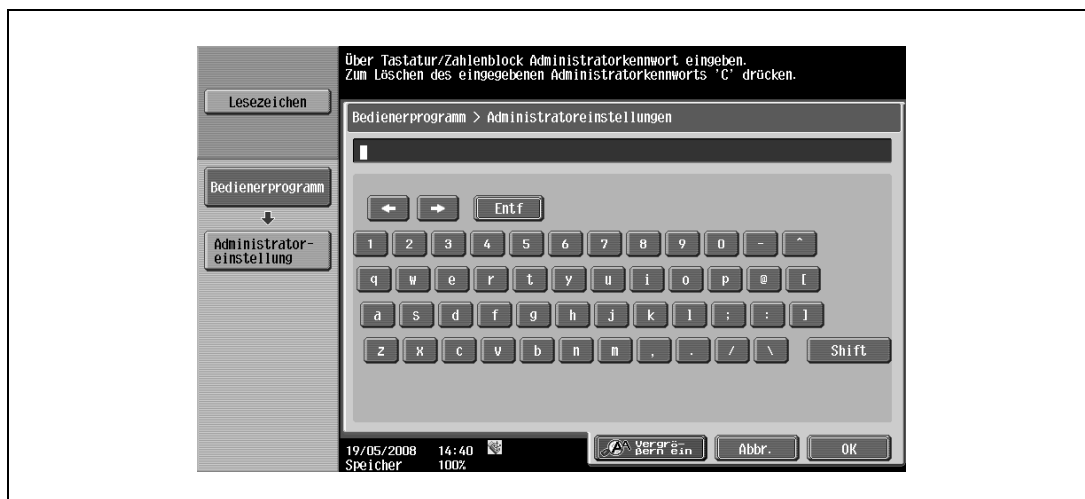 Über Tastatur/Zahlenblock Administratorkennwort eingeben.
Zum Löschen des eingegebenen Administratorkennworts 'C' drücken.
Lesezeichen
Bedienerprogramm > Administratoreinstellungen
Bedienerprogramm
Administrator-
einstellung
Entf
1 2 3 4 5 6 7 8 9 0 - ^
q w e r t y u i o p @ [
a s d f g h j k l ; : ]
z x c v b n m , . / \ Shift
19/05/2008 14:40
Speicher 100%
Vergrö-
ßern ein
Abbr.
OK